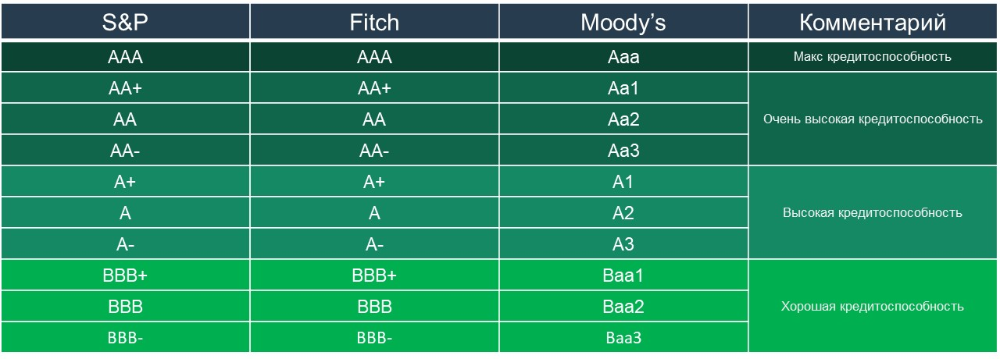 S&P Fitch Moody’s Комментарий
AAA AAA Aaa Макс кредитоспособность
AA+ AA+ Aa1
AA AA Aa2 Очень высокая кредитоспособность
AA- AA- Aa3
A+ A+ A1
A A A2 Высокая кредитоспособность
A- A- A3
BBB+ BBB+ Baa1
BBB BBB Baa2 Хорошая кредитоспособность
BBB- BBB- Baa3